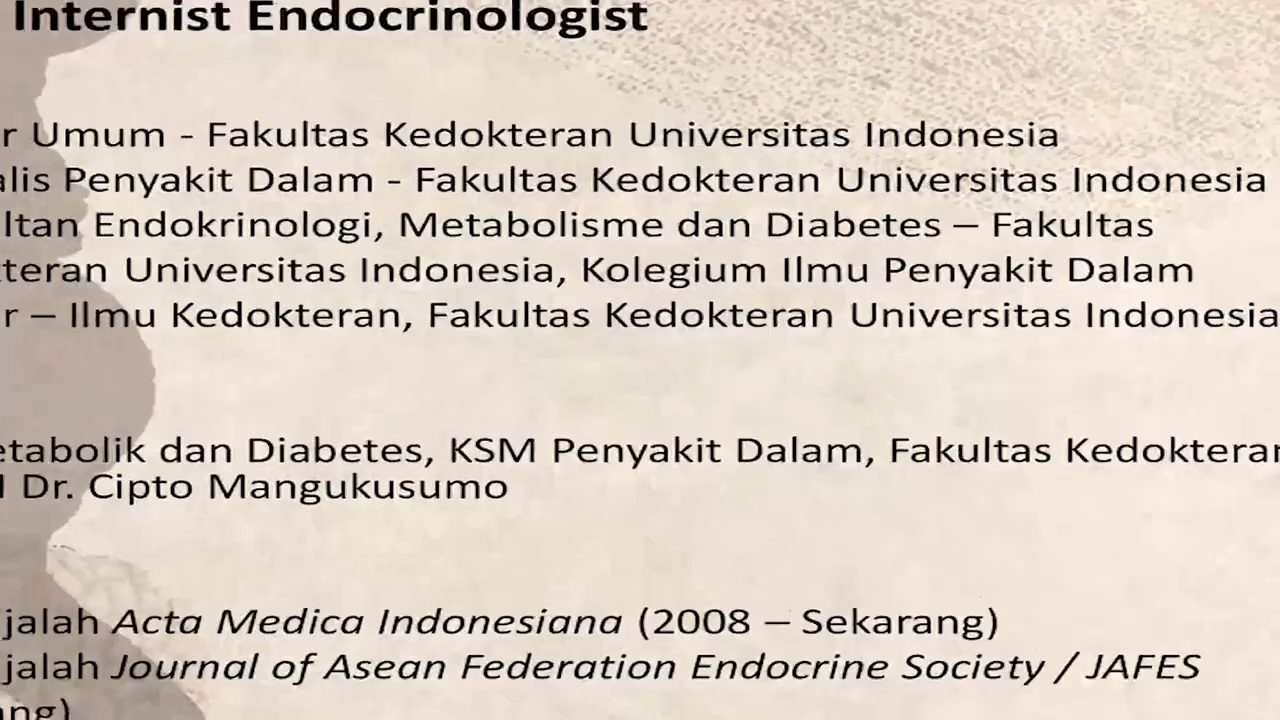 Internist Endocrinologist
r Umum - Fakultas Kedokteran Universitas Indonesia
alis Penyakit Dalam - Fakultas Kedokteran Universitas Indonesia
ltan Endokrinologi, Metabolisme dan Diabetes – Fakultas
kteran Universitas Indonesia, Kolegium Ilmu Penyakit Dalam
r – Ilmu Kedokteran, Fakultas Kedokteran Universitas Indonesia
etabolik dan Diabetes, KSM Penyakit Dalam, Fakultas Kedokteran
Dr. Cipto Mangukusumo
jalah Acta Medica Indonesiana (2008 – Sekarang)
jalah Journal of Asean Federation Endocrine Society / JAFES
ang)